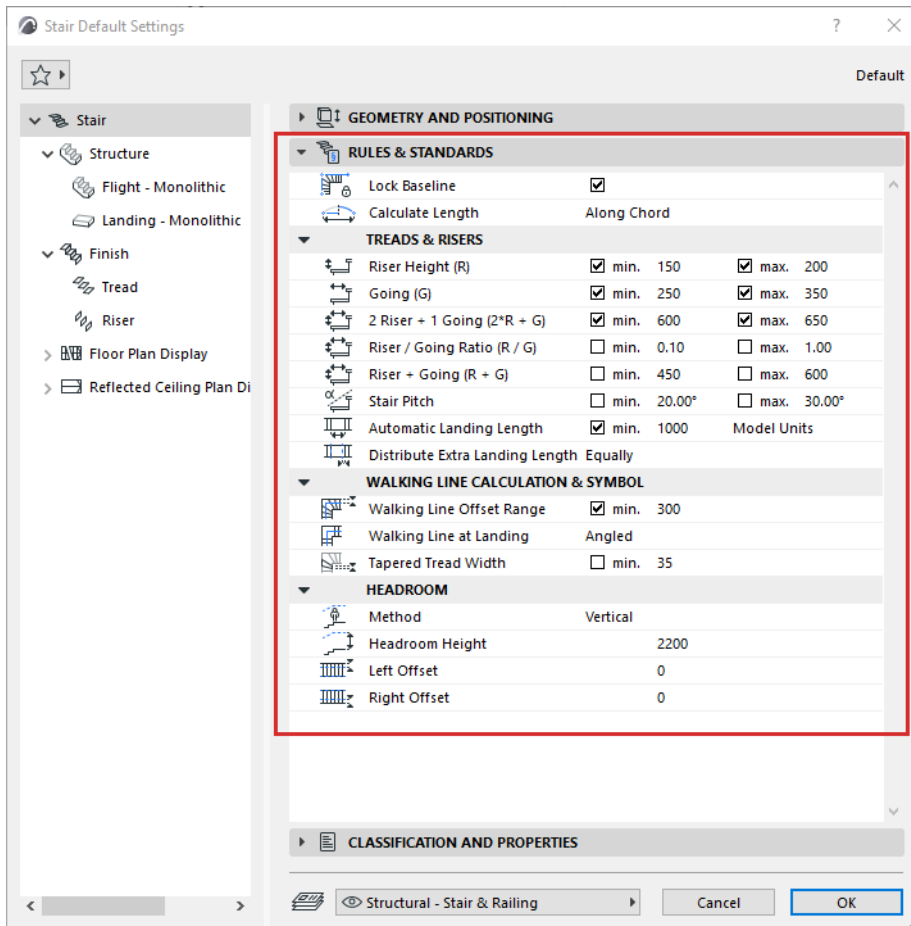 Stair Default Settings
Default
Stair
Structure
Flight - Monolithic
Landing - Monolithic
Finish
Tread
Riser
Floor Plan Display
Reflected Ceiling Plan Di
GEOMETRY AND POSITIONING
RULES & STANDARDS
Lock Baseline
Calculate Length Along Chord
TREADS & RISERS
Riser Height (R) min. 150 max. 200
Going (G) min. 250 max. 350
2 Riser + 1 Going (2*R + G) min. 600 max. 650
Riser / Going Ratio (R / G) min. 0.10 max. 1.00
Riser + Going (R + G) min. 450 max. 600
Stair Pitch min. 20.00° max. 30.00°
Automatic Landing Length min. 1000 Model Units
Distribute Extra Landing Length Equally
WALKING LINE CALCULATION & SYMBOL
Walking Line Offset Range min. 300
Walking Line at Landing Angled
Tapered Tread Width min. 35
HEADROOM
Method Vertical
Headroom Height 2200
Left Offset 0
Right Offset 0
CLASSIFICATION AND PROPERTIES
Structural - Stair & Railing
Cancel
OK